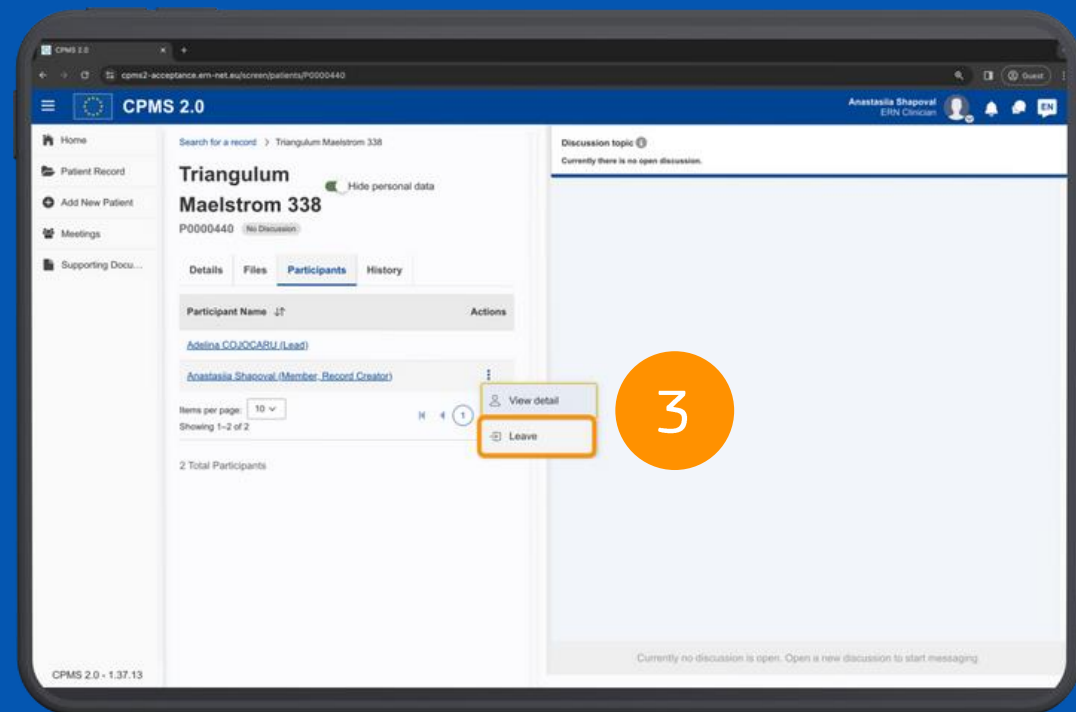 CPMS 2.0
cpms2-acceptance.ern-net.eu/screen/patients/P0000440
Guest
CPMS 2.0
Anastasiia Shapoval
ERN Clinician
EN
Home
Patient Record
Add New Patient
Meetings
Supporting Docu...
Search for a record > Triangulum Maelstrom 338
Triangulum
Maelstrom 338
Hide personal data
P0000440 No Discussion
Details Files Participants History
Participant Name Actions
Adelina COJOCARU (Lead)
Anastasiia Shapoval (Member, Record Creator)
Items per page: 10
Showing 1–2 of 2
1
2 Total Participants
View detail
Leave
3
Discussion topic
Currently there is no open discussion.
Currently no discussion is open. Open a new discussion to start messaging
CPMS 2.0 - 1.37.13